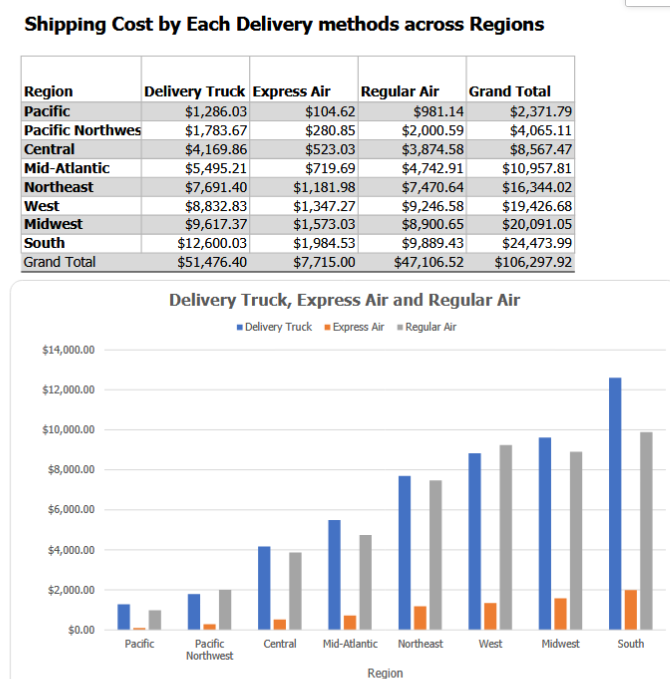 Shipping Cost by Each Delivery methods across Regions
Region Delivery Truck Express Air Regular Air Grand Total
Pacific $1,286.03 $104.62 $981.14 $2,371.79
Pacific Northwes $1,783.67 $280.85 $2,000.59 $4,065.11
Central $4,169.86 $523.03 $3,874.58 $8,567.47
Mid-Atlantic $5,495.21 $719.69 $4,742.91 $10,957.81
Northeast $7,691.40 $1,181.98 $7,470.64 $16,344.02
West $8,832.83 $1,347.27 $9,246.58 $19,426.68
Midwest $9,617.37 $1,573.03 $8,900.65 $20,091.05
South $12,600.03 $1,984.53 $9,889.43 $24,473.99
Grand Total $51,476.40 $7,715.00 $47,106.52 $106,297.92
Delivery Truck, Express Air and Regular Air
Delivery Truck Express Air Regular Air
$14,000.00
$12,000.00
$10,000.00
$8,000.00
$6,000.00
$4,000.00
$2,000.00
$0.00
Pacific Pacific Central Mid-Atlantic Northeast West Midwest South
Northwest
Region